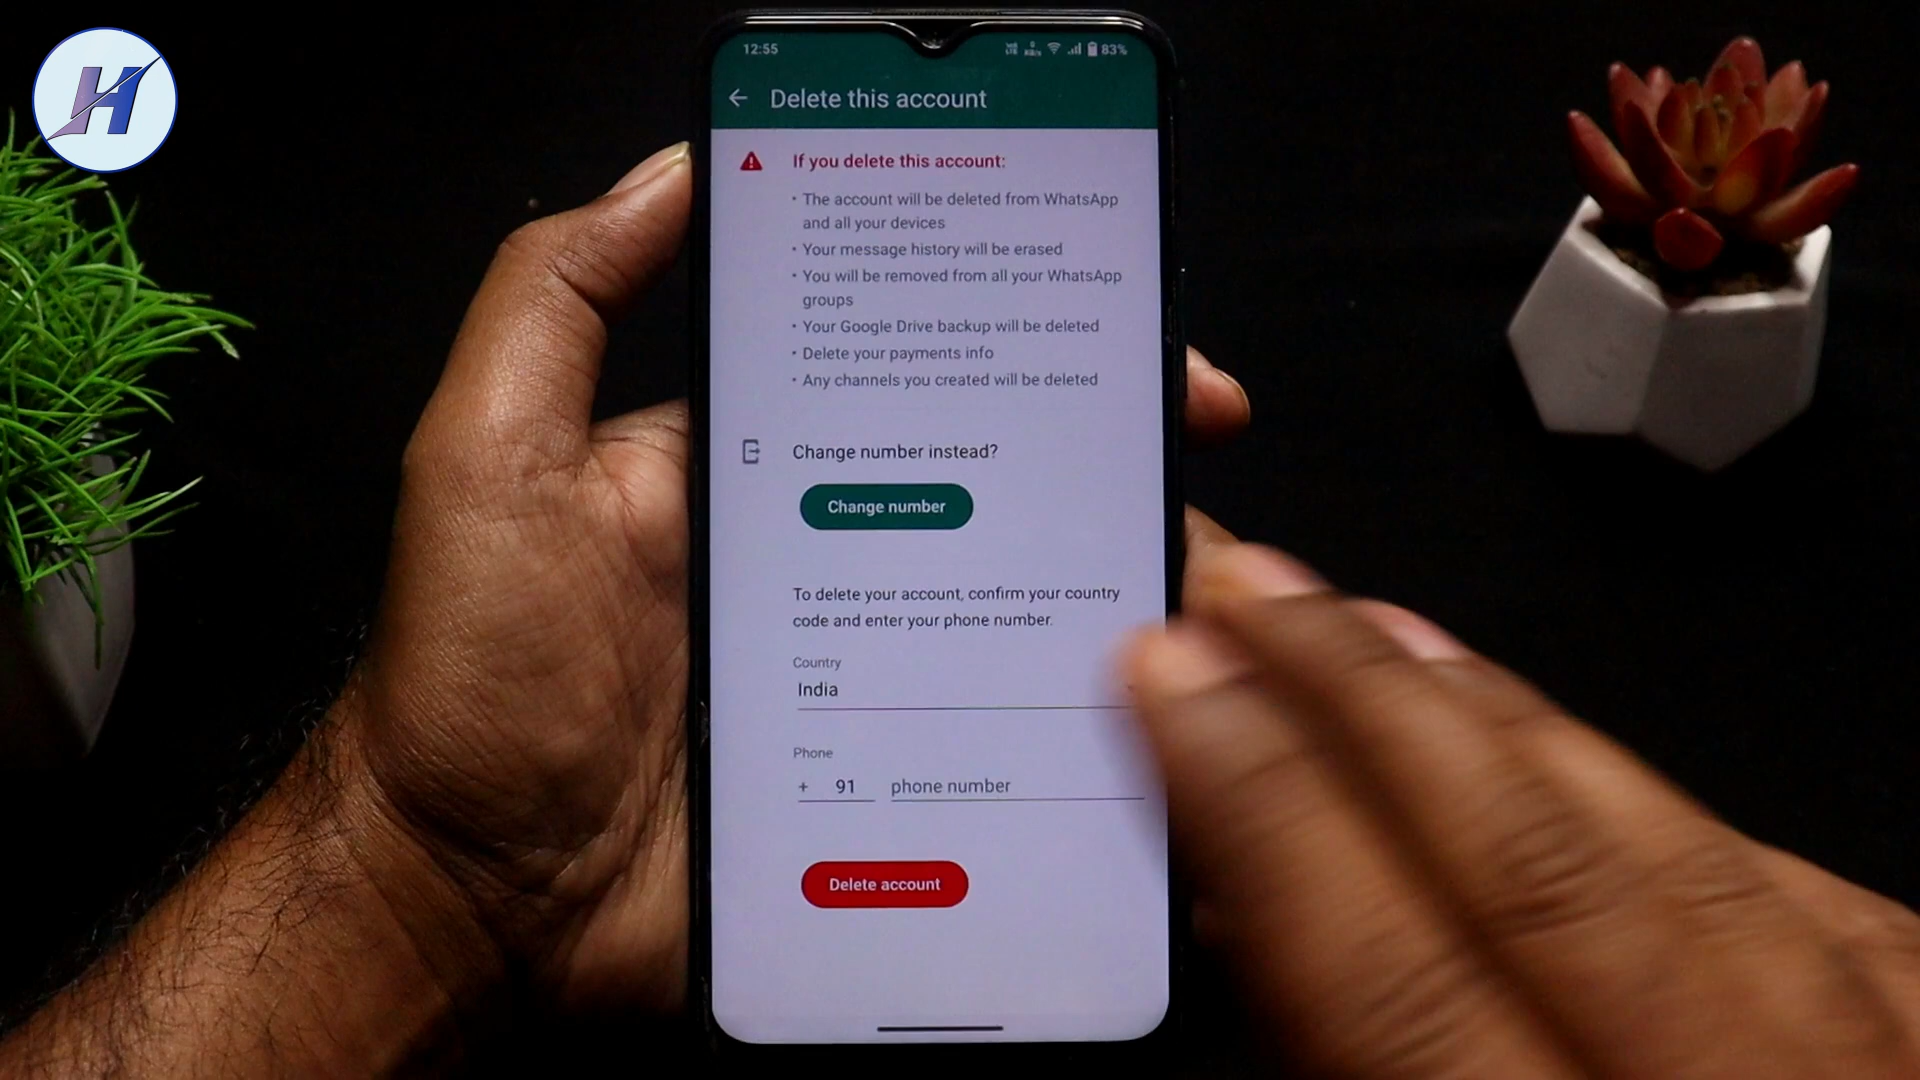 H
12:55
83%
Delete this account
If you delete this account:
• The account will be deleted from WhatsApp
and all your devices
• Your message history will be erased
• You will be removed from all your WhatsApp
groups
• Your Google Drive backup will be deleted
• Delete your payments info
• Any channels you created will be deleted
Change number instead?
Change number
To delete your account, confirm your country
code and enter your phone number.
Country
India
Phone
+ 91 phone number
Delete account